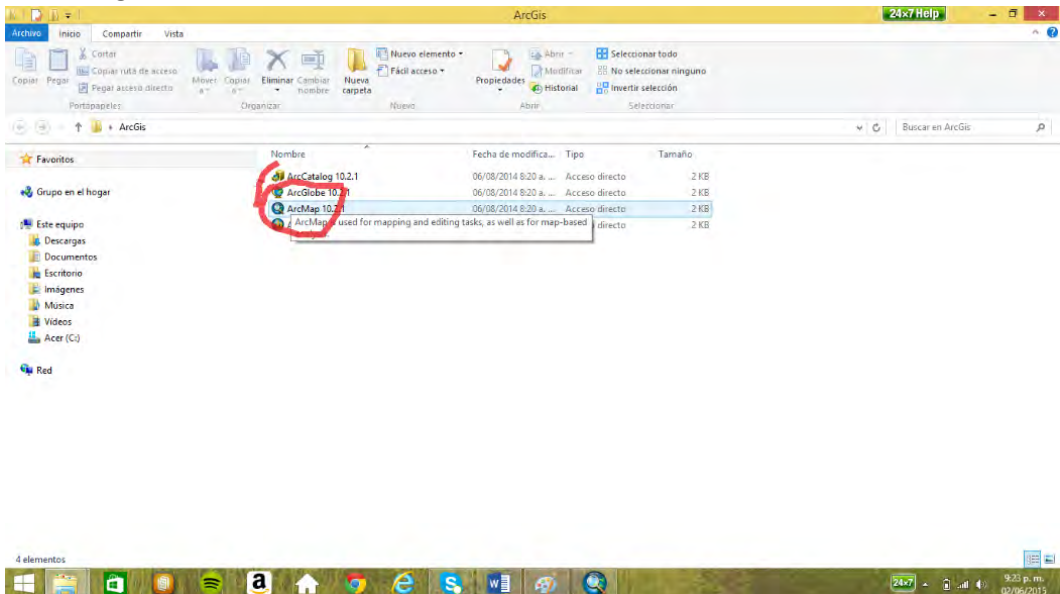 ArcGis
24×7 Help
Archivo Inicio Compartir Vista
Cortar
Copiar ruta de acceso
Pegar acceso directo
Copiar Pegar
Portapapeles
Mover a
Copiar a
Eliminar
Cambiar nombre
Organizar
Nueva carpeta
Nuevo elemento
Fácil acceso
Nuevo
Propiedades
Abrir
Modificar
Historial
Abrir
Seleccionar todo
No seleccionar ninguno
Invertir selección
Seleccionar
ArcGis
Buscar en ArcGis
Favoritos
Grupo en el hogar
Este equipo
Descargas
Documentos
Escritorio
Imágenes
Música
Vídeos
Acer (C:)
Red
Nombre Fecha de modifica... Tipo Tamaño
ArcCatalog 10.2.1 06/08/2014 8:20 a. ... Acceso directo 2 KB
ArcGlobe 10.2.1 06/08/2014 8:20 a. ... Acceso directo 2 KB
ArcMap 10.2.1 06/08/2014 8:20 a. ... Acceso directo 2 KB
directo 2 KB
ArcMap is used for mapping and editing tasks, as well as for map-based
4 elementos
24×7
9:23 p. m.
02/06/2015